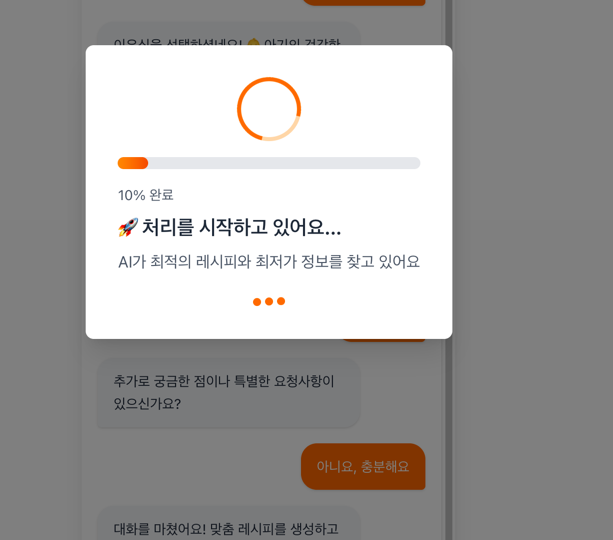 이유식을 선택하셨네요! 👶 아기의 건강한
10% 완료
🚀 처리를 시작하고 있어요...
AI가 최적의 레시피와 최저가 정보를 찾고 있어요
추가로 궁금한 점이나 특별한 요청사항이
있으신가요?
아니요, 충분해요
대화를 마쳤어요! 맞춤 레시피를 생성하고